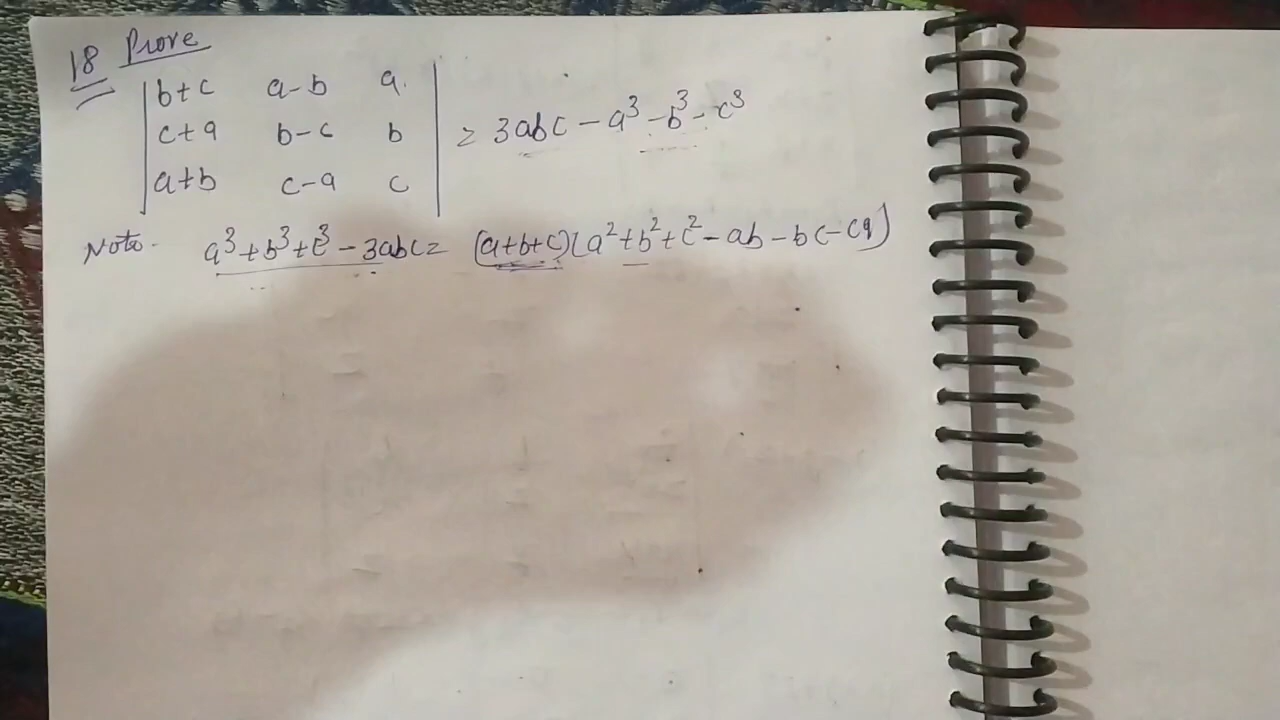 18 Prove
| b+c a-b a |
| c+a b-c b | = 3abc - a³ - b³ - c³
| a+b c-a c |
Note. a³+b³+c³ - 3abc = (a+b+c)(a²+b²+c²-ab-bc-ca)